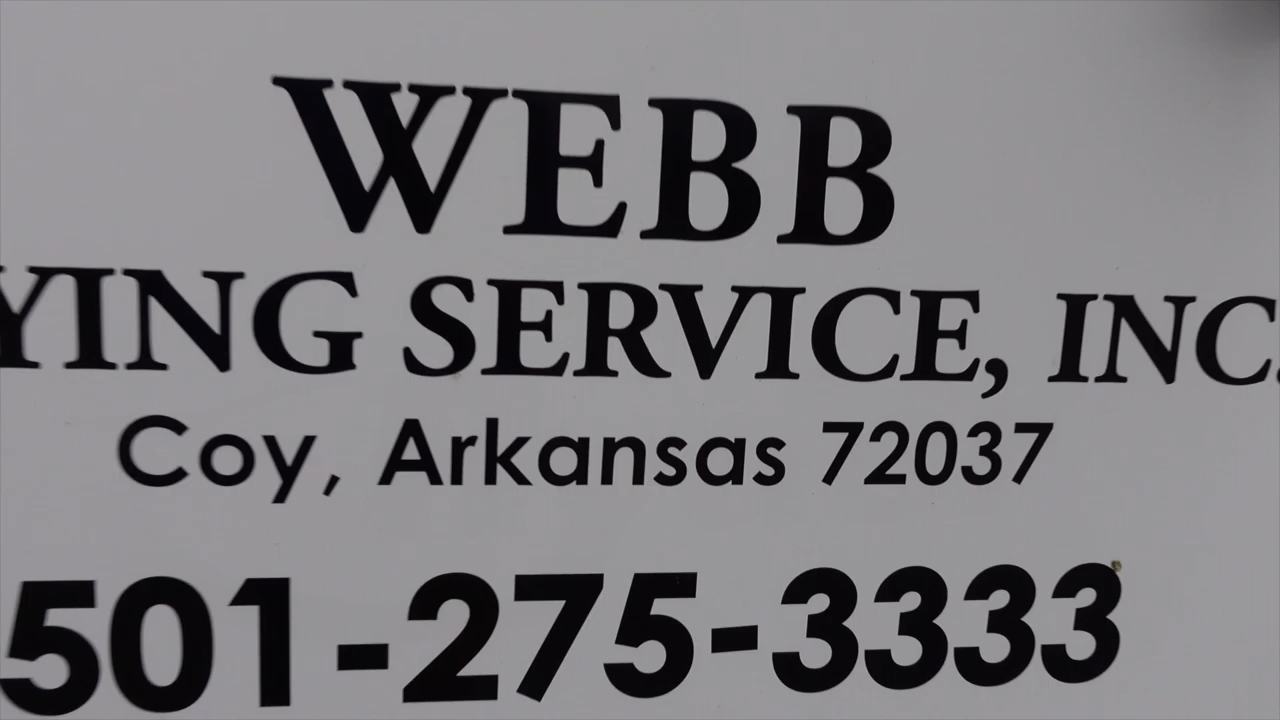 WEBB
YING SERVICE, INC.
Coy, Arkansas 72037
501-275-3333